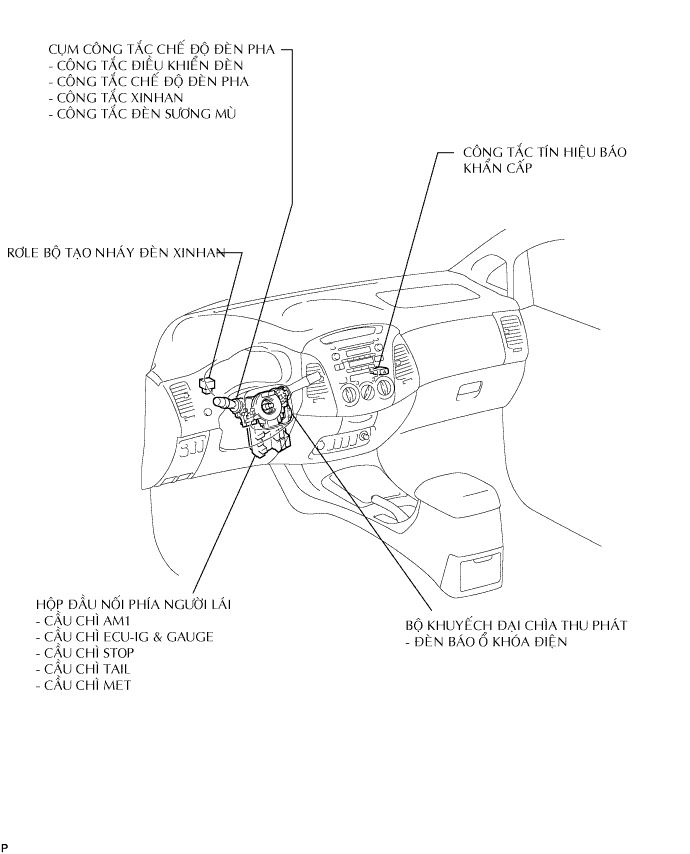 CỤM CÔNG TẮC CHẾ ĐỘ ĐÈN PHA
- CÔNG TẮC ĐIỀU KHIỂN ĐÈN
- CÔNG TẮC CHẾ ĐỘ ĐÈN PHA
- CÔNG TẮC XINHAN
- CÔNG TẮC ĐÈN SƯƠNG MÙ
CÔNG TẮC TÍN HIỆU BÁO
KHẨN CẤP
RƠLE BỘ TẠO NHÁY ĐÈN XINHAN
HỘP ĐẦU NỐI PHÍA NGƯỜI LÁI
- CẦU CHÌ AM1
- CẦU CHÌ ECU-IG & GAUGE
- CẦU CHÌ STOP
- CẦU CHÌ TAIL
- CẦU CHÌ MET
BỘ KHUYẾCH ĐẠI CHÌA THU PHÁT
- ĐÈN BÁO Ổ KHÓA ĐIỆN
P